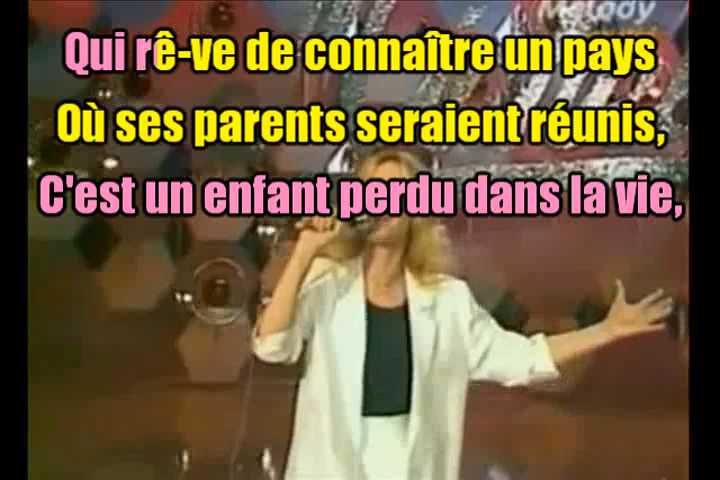 Melody
Qui rê-ve de connaître un pays
Où ses parents seraient réunis,
C'est un enfant perdu dans la vie,